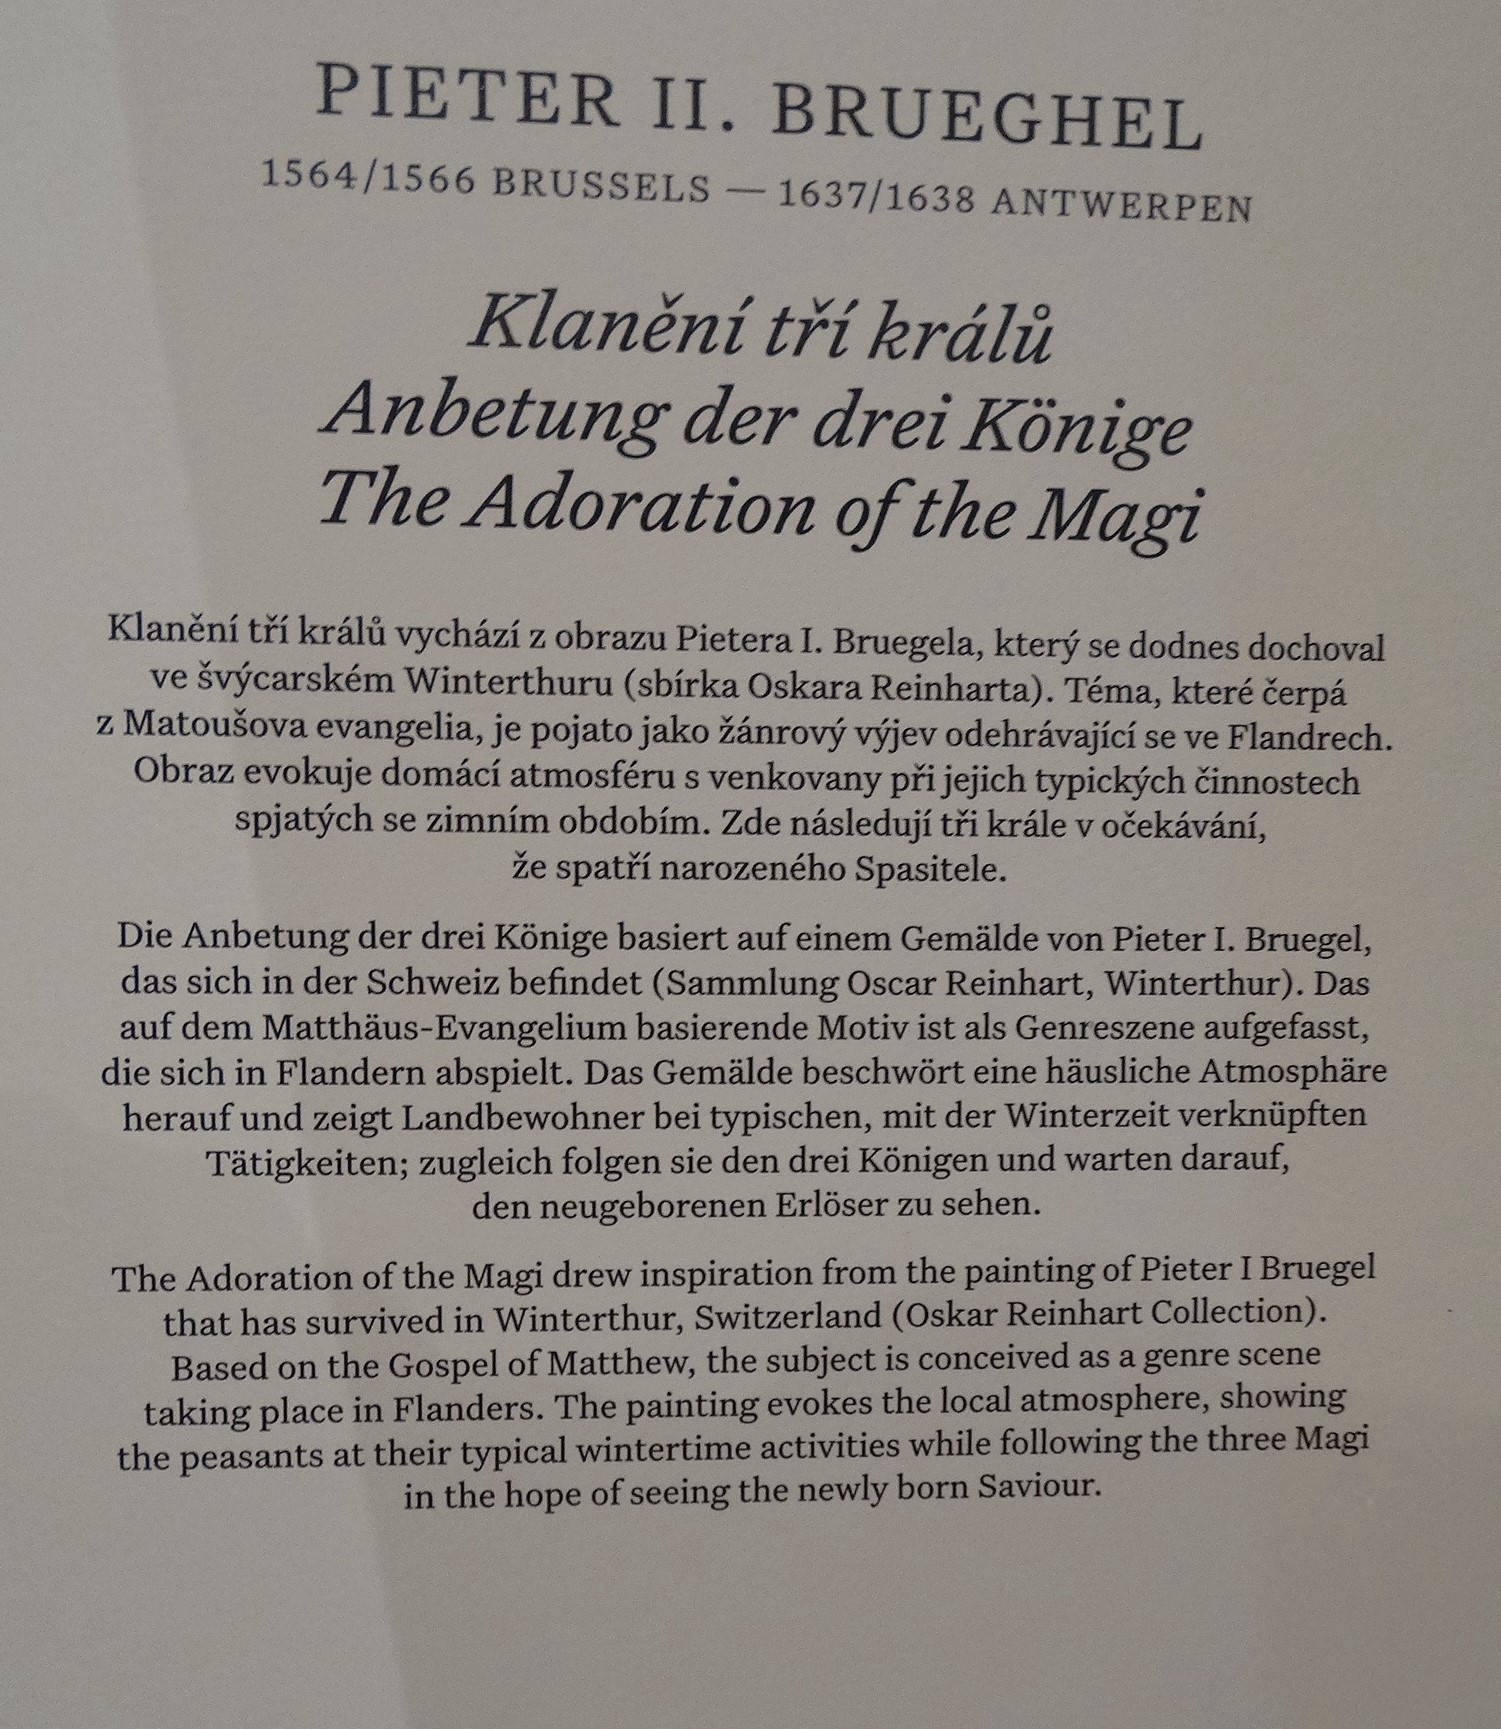 PIETER II. BRUEGHEL
1564/1566 BRUSSELS — 1637/1638 ANTWERPEN
Klanění tří králů
Anbetung der drei Könige
The Adoration of the Magi
Klanění tří králů vychází z obrazu Pietera I. Bruegela, který se dodnes dochoval
ve švýcarském Winterthuru (sbírka Oskara Reinharta). Téma, které čerpá
z Matoušova evangelia, je pojato jako žánrový výjev odehrávající se ve Flandrech.
Obraz evokuje domácí atmosféru s venkovany při jejich typických činnostech
spjatých se zimním obdobím. Zde následují tři krále v očekávání,
že spatří narozeného Spasitele.
Die Anbetung der drei Könige basiert auf einem Gemälde von Pieter I. Bruegel,
das sich in der Schweiz befindet (Sammlung Oscar Reinhart, Winterthur). Das
auf dem Matthäus-Evangelium basierende Motiv ist als Genreszene aufgefasst,
die sich in Flandern abspielt. Das Gemälde beschwört eine häusliche Atmosphäre
herauf und zeigt Landbewohner bei typischen, mit der Winterzeit verknüpften
Tätigkeiten; zugleich folgen sie den drei Königen und warten darauf,
den neugeborenen Erlöser zu sehen.
The Adoration of the Magi drew inspiration from the painting of Pieter I Bruegel
that has survived in Winterthur, Switzerland (Oskar Reinhart Collection).
Based on the Gospel of Matthew, the subject is conceived as a genre scene
taking place in Flanders. The painting evokes the local atmosphere, showing
the peasants at their typical wintertime activities while following the three Magi
in the hope of seeing the newly born Saviour.